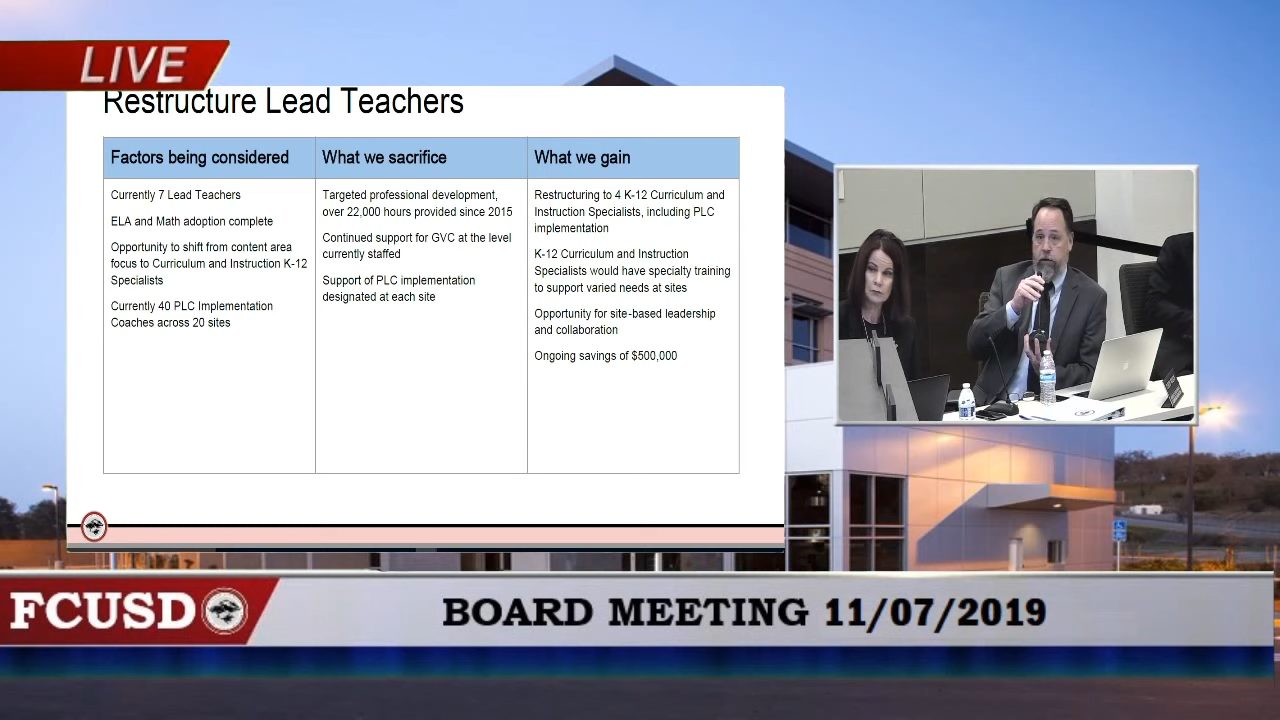 LIVE
Restructure Lead Teachers
Factors being considered
What we sacrifice
What we gain
Currently 7 Lead Teachers
ELA and Math adoption complete
Opportunity to shift from content area
focus to Curriculum and Instruction K-12
Specialists
Currently 40 PLC Implementation
Coaches across 20 sites
Targeted professional development,
over 22,000 hours provided since 2015
Continued support for GVC at the level
currently staffed
Support of PLC implementation
designated at each site
Restructuring to 4 K-12 Curriculum and
Instruction Specialists, including PLC
implementation
K-12 Curriculum and Instruction
Specialists would have specialty training
to support varied needs at sites
Opportunity for site-based leadership
and collaboration
Ongoing savings of $500,000
FCUSD
BOARD MEETING 11/07/2019